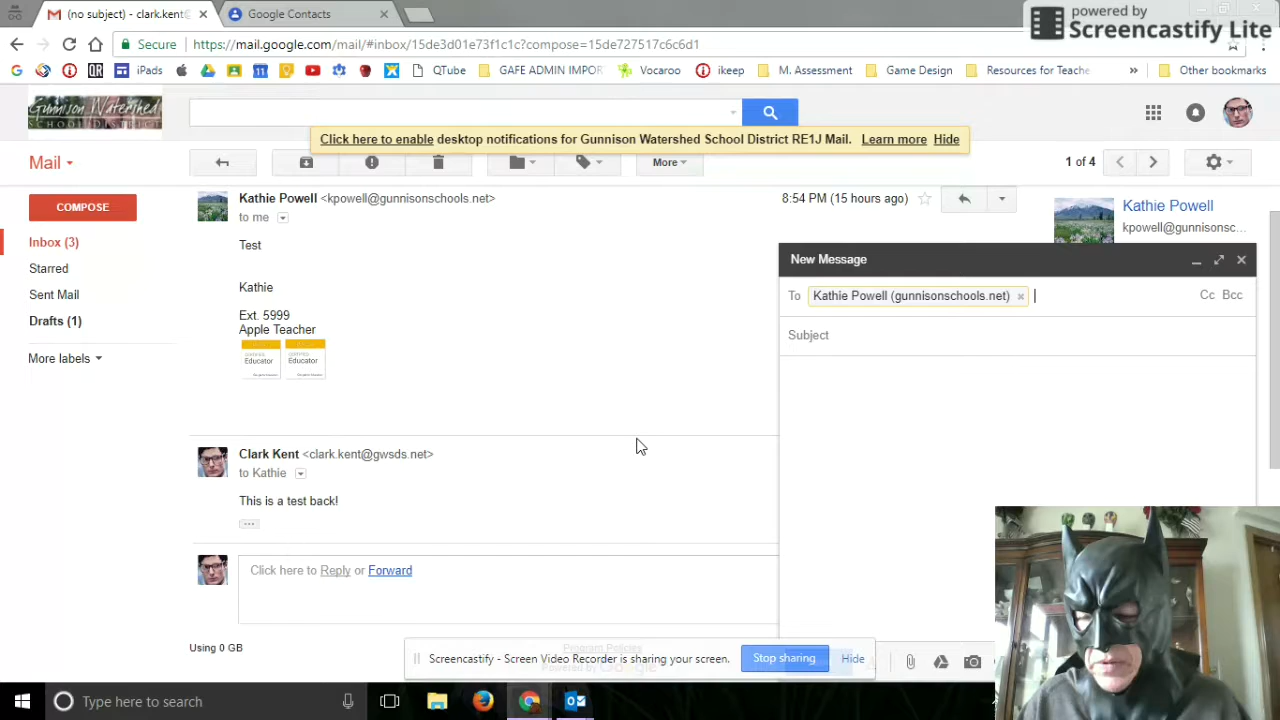 (no subject) - clark.kent@
Google Contacts
powered by
Screencastify Lite
Secure
https://mail.google.com/mail/#inbox/15de3d01e73f1c1c?compose=15de727517c6c6d1
iPads
QTube
GAFE ADMIN IMPOR
Vocaroo
ikeep
M. Assessment
Game Design
Resources for Teache
»
Other bookmarks
Gunnison Watershed
SCHOOL DISTRICT
Click here to enable desktop notifications for Gunnison Watershed School District RE1J Mail. Learn more Hide
Mail
More
1 of 4
COMPOSE
Inbox (3)
Starred
Sent Mail
Drafts (1)
More labels
Kathie Powell <kpowell@gunnisonschools.net>
8:54 PM (15 hours ago)
to me
Test
Kathie
Ext. 5999
Apple Teacher
Educator
Educator
Kathie Powell
kpowell@gunnisonsc...
New Message
To Kathie Powell (gunnisonschools.net) × Cc Bcc
Subject
Clark Kent <clark.kent@gwsds.net>
to Kathie
This is a test back!
...
Click here to Reply or Forward
Using 0 GB
Program Policies
Screencastify - Screen Video Recorder is sharing your screen. Stop sharing Hide
Type here to search